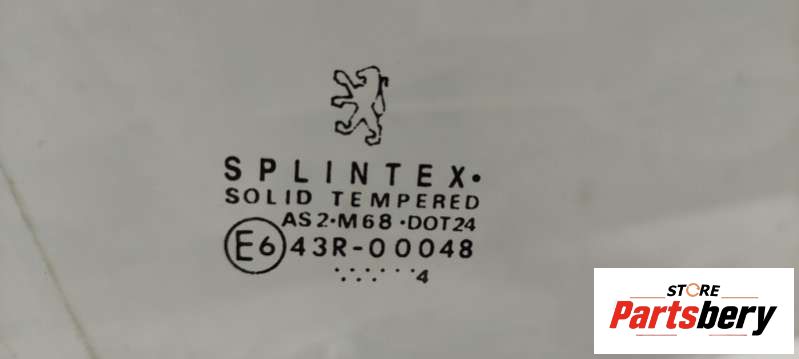 SPLINTEX.
SOLID TEMPERED
AS2·M68·DOT24
E6 43R-00048
.......... 4
STORE
Partsbery